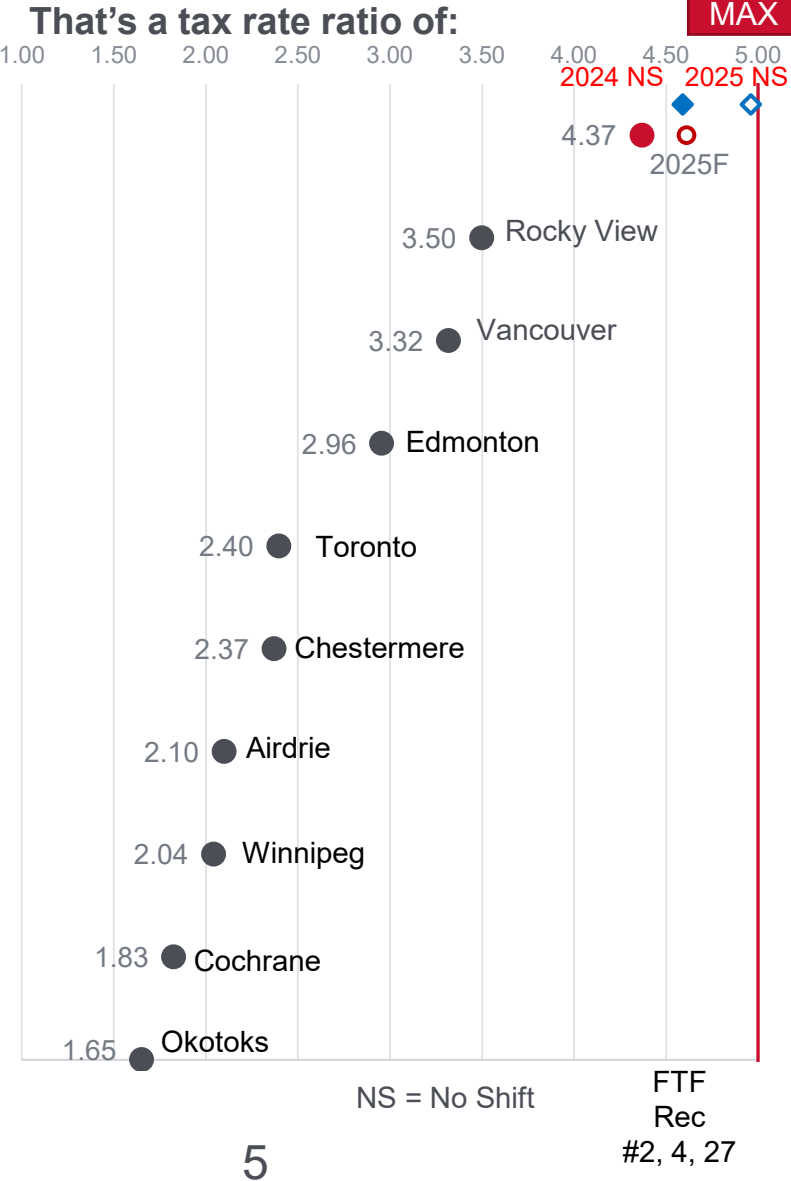 That’s a tax rate ratio of:
MAX
1.00 1.50 2.00 2.50 3.00 3.50 4.00 4.50 5.00
2024 NS 2025 NS
4.37
2025F
3.50 Rocky View
3.32 Vancouver
2.96 Edmonton
2.40 Toronto
2.37 Chestermere
2.10 Airdrie
2.04 Winnipeg
1.83 Cochrane
1.65 Okotoks
NS = No Shift
FTF
Rec
#2, 4, 27
5